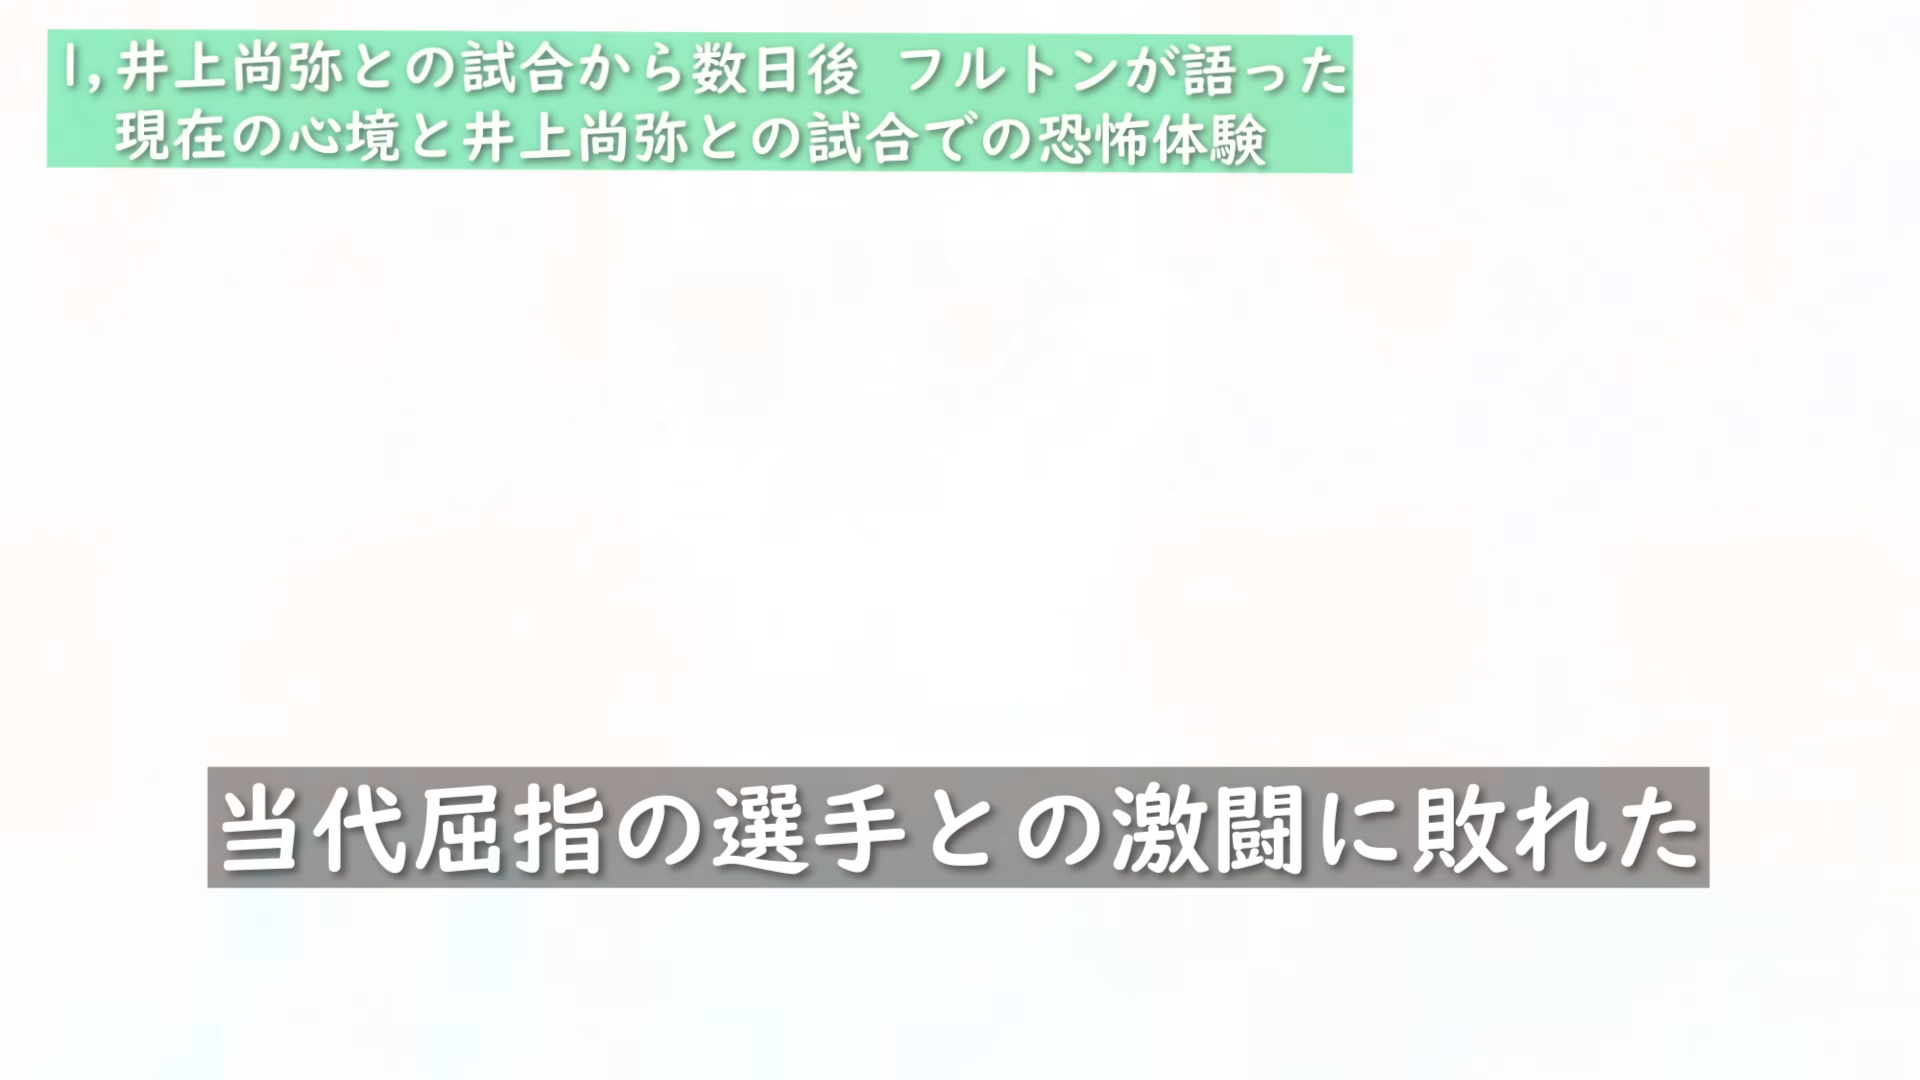 1,井上尚弥との試合から数日後 フルトンが語った
現在の心境と井上尚弥との試合での恐怖体験
当代屈指の選手との激闘に敗れた